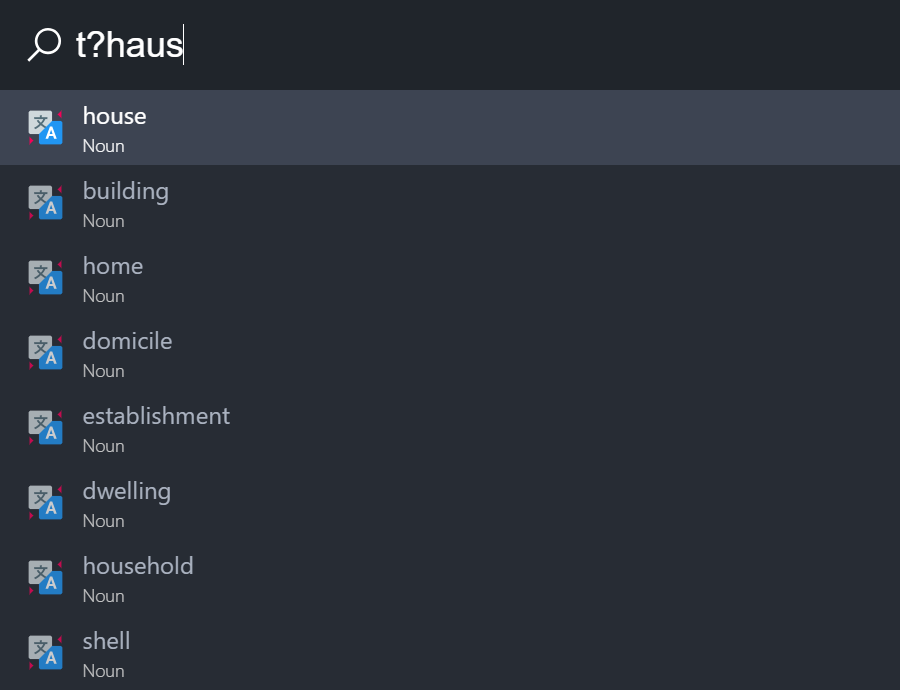 t?haus
house
Noun
building
Noun
home
Noun
domicile
Noun
establishment
Noun
dwelling
Noun
household
Noun
shell
Noun